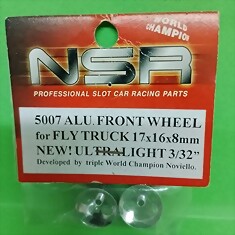 WORLD
CHAMPION
NSR
PROFESSIONAL SLOT CAR RACING PARTS
5007 ALU.FRONT WHEEL
for FLY TRUCK 17x16x8mm
NEW! ULTRALIGHT 3/32"
Developed by triple World Champion Noviello.